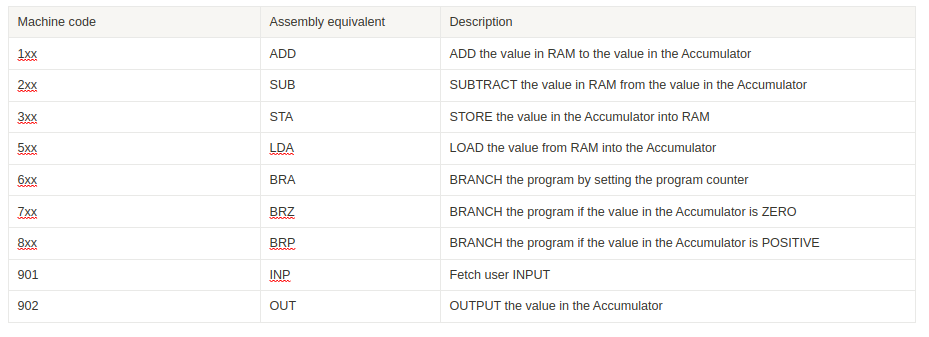 Machine code Assembly equivalent Description
1xx ADD ADD the value in RAM to the value in the Accumulator
2xx SUB SUBTRACT the value in RAM from the value in the Accumulator
3xx STA STORE the value in the Accumulator into RAM
5xx LDA LOAD the value from RAM into the Accumulator
6xx BRA BRANCH the program by setting the program counter
7xx BRZ BRANCH the program if the value in the Accumulator is ZERO
8xx BRP BRANCH the program if the value in the Accumulator is POSITIVE
901 INP Fetch user INPUT
902 OUT OUTPUT the value in the Accumulator